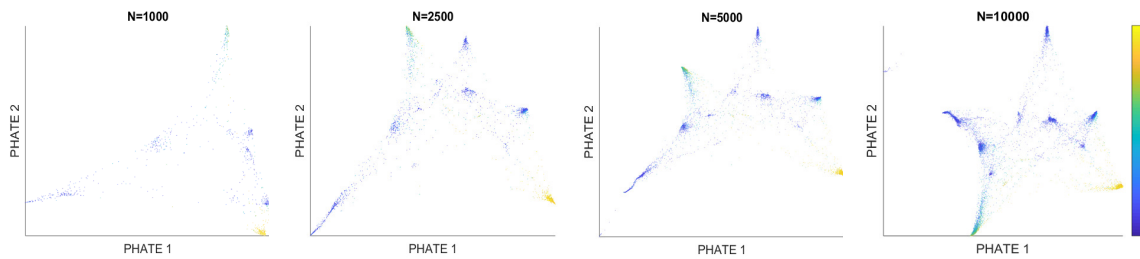 N=1000
PHATE 2
PHATE 1
N=2500
PHATE 2
PHATE 1
N=5000
PHATE 2
PHATE 1
N=10000
PHATE 2
PHATE 1